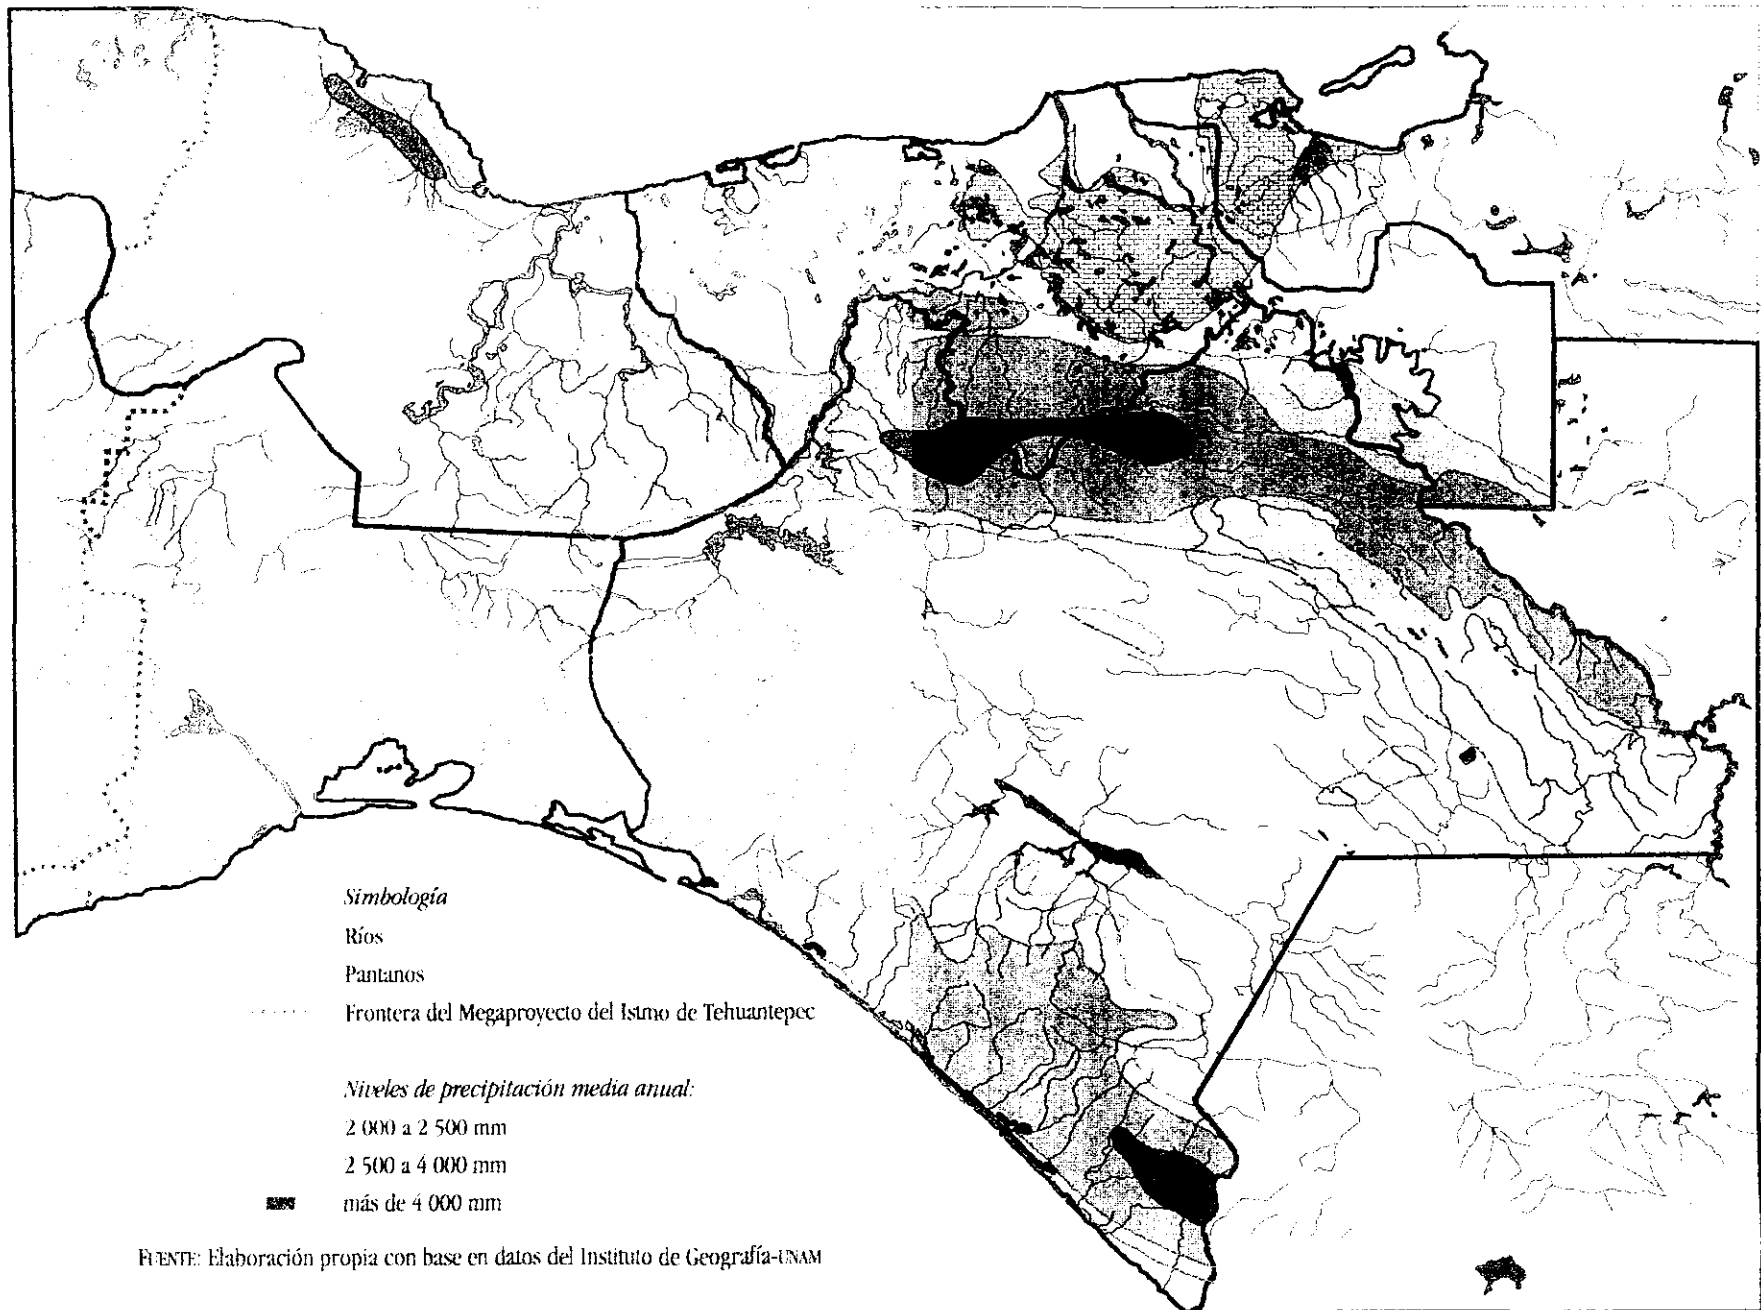 Simbología
Ríos
Pantanos
Frontera del Megaproyecto del Istmo de Tehuantepec
Niveles de precipitación media anual:
2 000 a 2 500 mm
2 500 a 4 000 mm
más de 4 000 mm
FUENTE: Elaboración propia con base en datos del Instituto de Geografía-UNAM